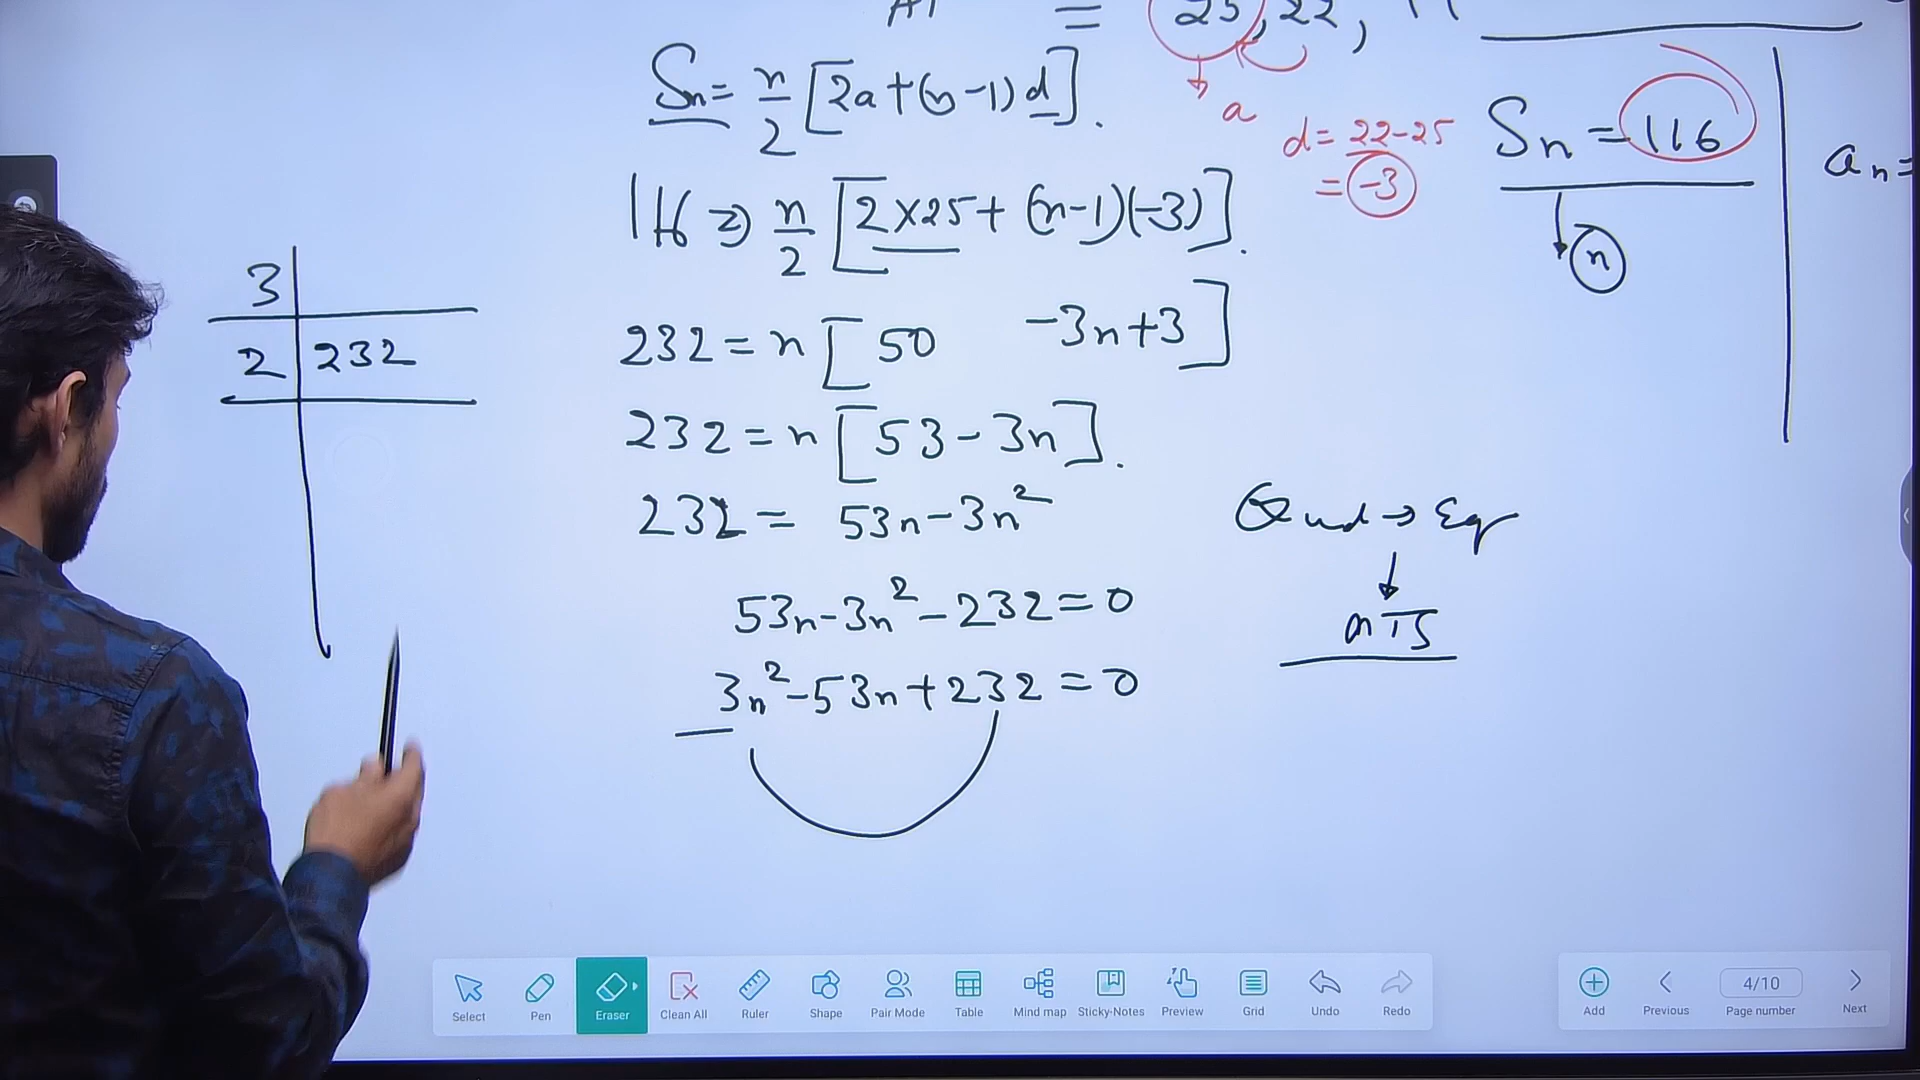 AP = 25, 22,
Sn = n/2 [2a+(n-1)d].
a
d = 22-25
= -3
Sn = 116
an =
n
116 ⇒ n/2 [2×25+(n-1)(-3)].
3
2 | 232
232 = n [50 -3n+3]
232 = n [53-3n].
232 = 53n-3n²
Quad → Eq
53n-3n²-232=0
MTS
3n²-53n+232=0
Select
Pen
Eraser
Clean All
Ruler
Shape
Pair Mode
Table
Mind map
Sticky-Notes
Preview
Grid
Undo
Redo
Add
Previous
4/10
Page number
Next